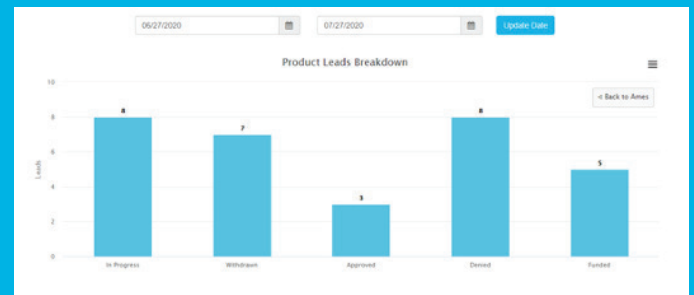 06/27/2020 07/27/2020 Update Date
Product Leads Breakdown
< Back to Ames
10
8
6
4
2
0
Leads
8
7
3
8
5
In Progress Withdrawn Approved Denied Funded